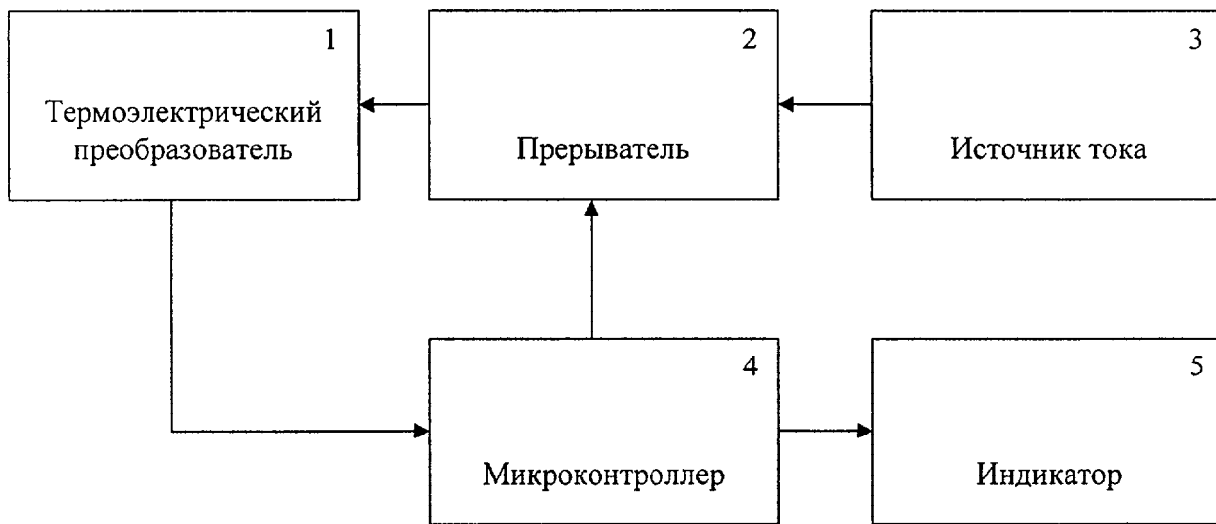 1
Термоэлектрический
преобразователь
2
Прерыватель
3
Источник тока
4
Микроконтроллер
5
Индикатор